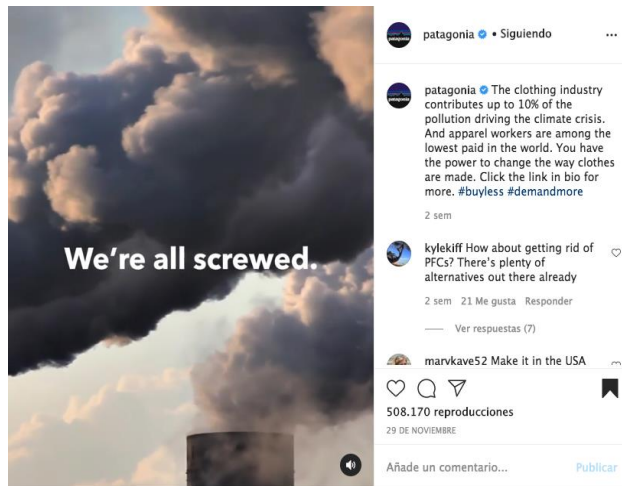 We're all screwed.
patagonia • Siguiendo
patagonia The clothing industry
contributes up to 10% of the
pollution driving the climate crisis.
And apparel workers are among the
lowest paid in the world. You have
the power to change the way clothes
are made. Click the link in bio for
more. #buyless #demandmore
2 sem
kylekiff How about getting rid of
PFCs? There's plenty of
alternatives out there already
2 sem 21 Me gusta Responder
Ver respuestas (7)
marykaye52 Make it in the USA
508.170 reproducciones
29 DE NOVIEMBRE
Añade un comentario... Publicar